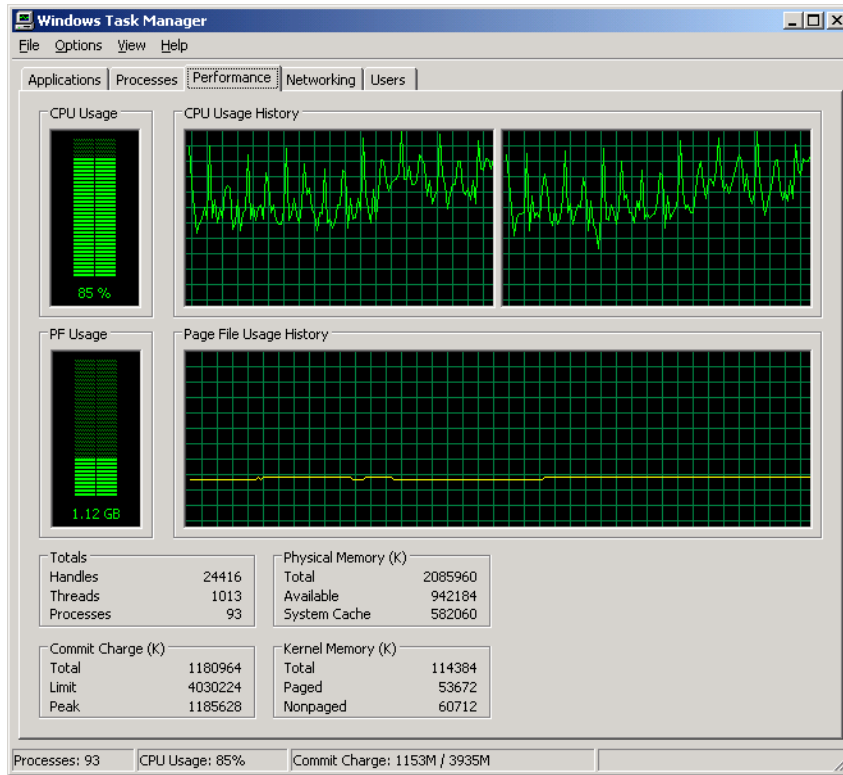 Windows Task Manager
File Options View Help
Applications Processes Performance Networking Users
CPU Usage CPU Usage History
85 %
PF Usage Page File Usage History
1.12 GB
Totals
Handles 24416
Threads 1013
Processes 93
Physical Memory (K)
Total 2085960
Available 942184
System Cache 582060
Commit Charge (K)
Total 1180964
Limit 4030224
Peak 1185628
Kernel Memory (K)
Total 114384
Paged 53672
Nonpaged 60712
Processes: 93 CPU Usage: 85% Commit Charge: 1153M / 3935M